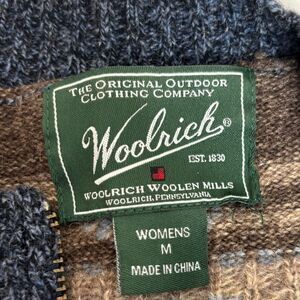 THE ORIGINAL OUTDOOR
CLOTHING COMPANY
Woolrich®
EST. 1830
WOOLRICH WOOLEN MILLS
WOOLRICH, PENNSYLVANIA
WOMENS
M
MADE IN CHINA